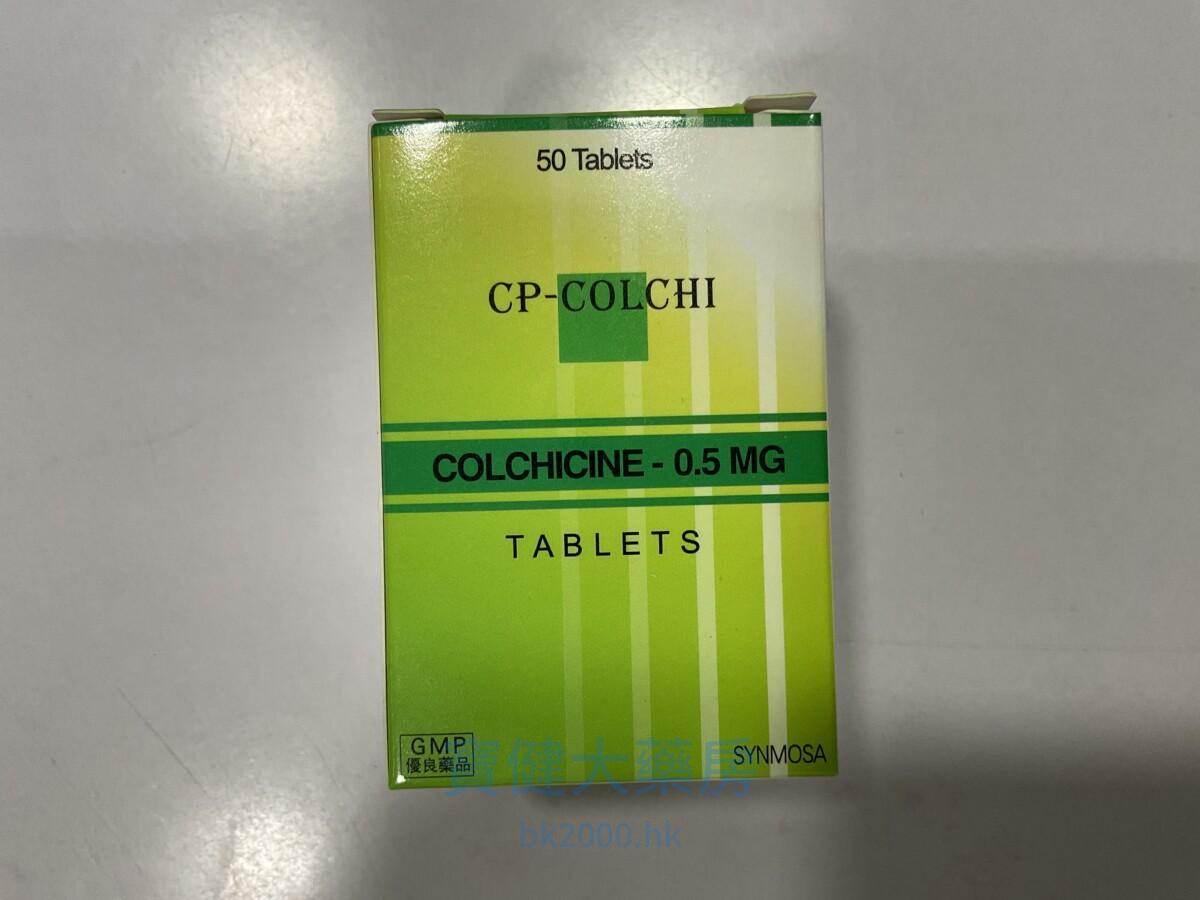 50 Tablets
CP-COLCHI
COLCHICINE - 0.5 MG
TABLETS
GMP
優良藥品
SYNMOSA
寶健大藥房
bk2000.hk